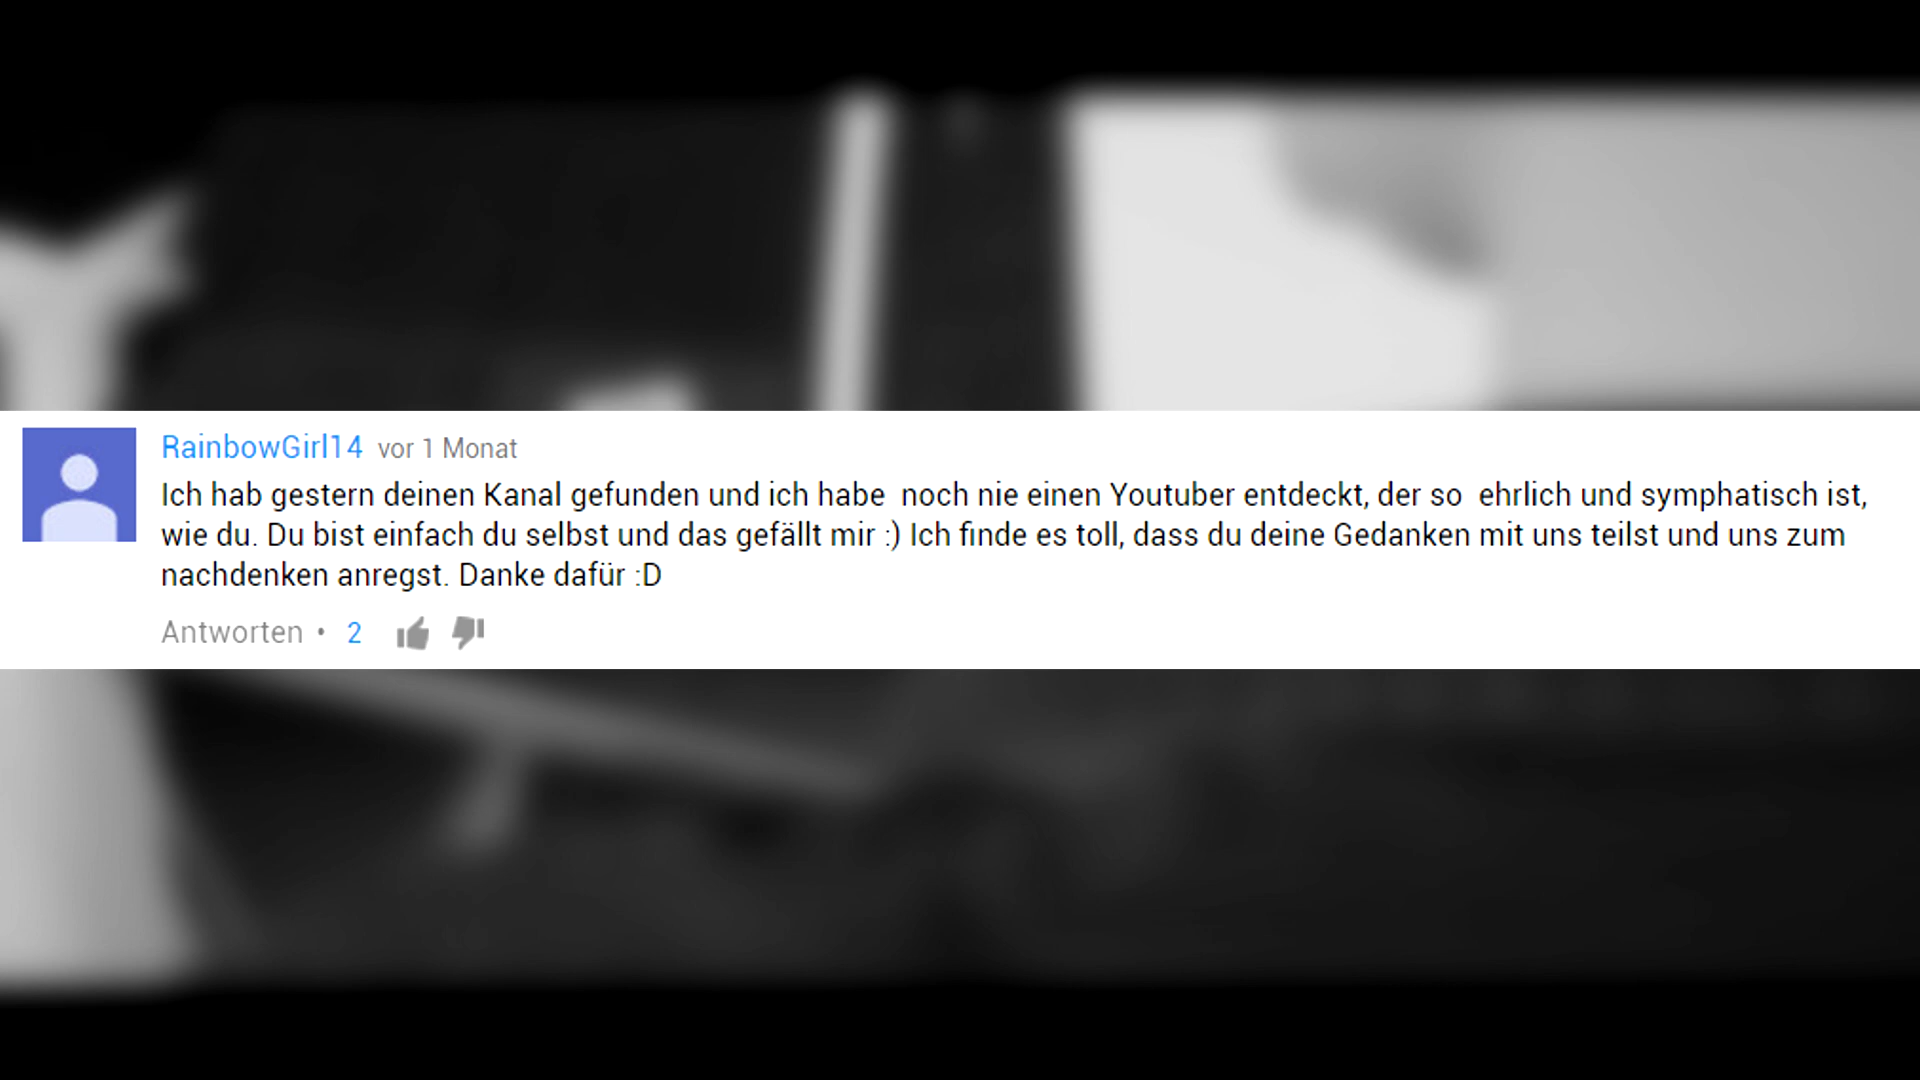 RainbowGirl14 vor 1 Monat
Ich hab gestern deinen Kanal gefunden und ich habe  noch nie einen Youtuber entdeckt, der so  ehrlich und symphatisch ist,
wie du. Du bist einfach du selbst und das gefällt mir :) Ich finde es toll, dass du deine Gedanken mit uns teilst und uns zum
nachdenken anregst. Danke dafür :D
Antworten • 2